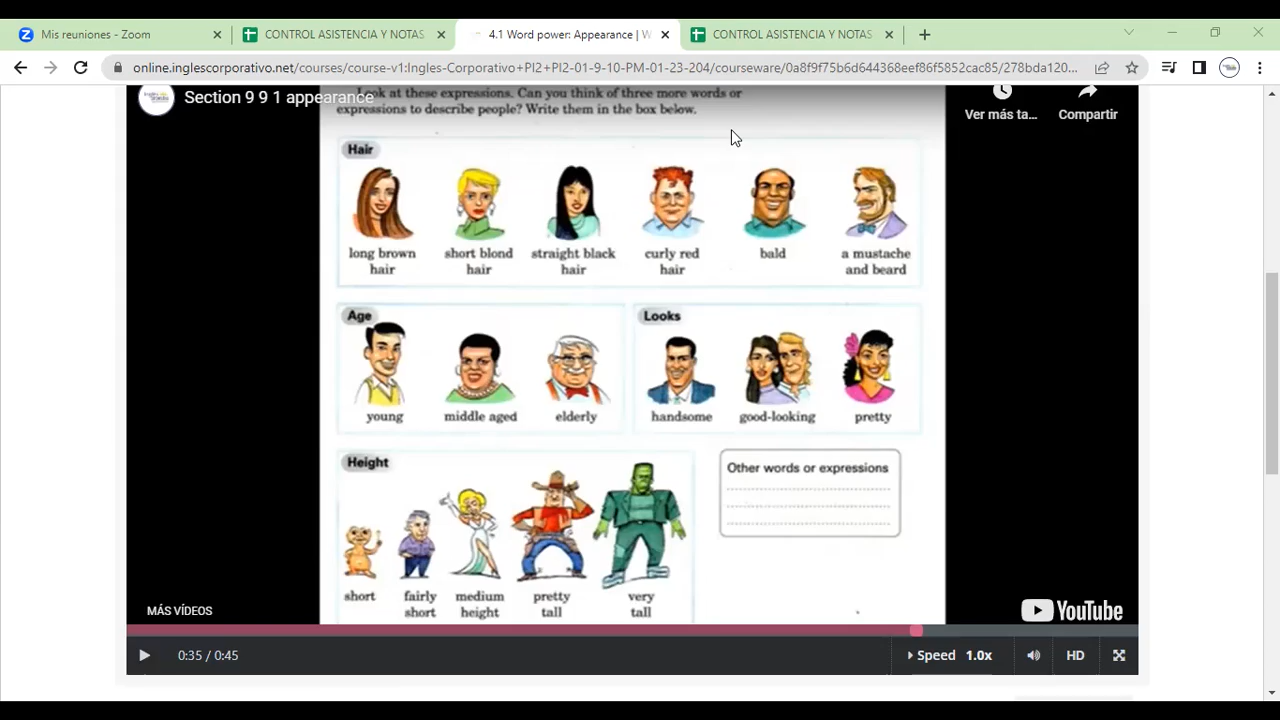 Mis reuniones - Zoom
CONTROL ASISTENCIA Y NOTAS
4.1 Word power: Appearance | W
CONTROL ASISTENCIA Y NOTAS
online.inglescorporativo.net/courses/course-v1:Ingles-Corporativo+PI2+PI2-01-9-10-PM-01-23-204/courseware/0a8f9f75b5d644368eef86f5852cac85/278bda120...
Look at these expressions. Can you think of three more words or
Section 9 9 1 appearance
expressions to describe people? Write them in the box below.
Ver más ta...
Compartir
Hair
long brown hair
short blond hair
straight black hair
curly red hair
bald
a mustache and beard
Age
young
middle aged
elderly
Looks
handsome
good-looking
pretty
Height
short
fairly short
medium height
pretty tall
very tall
Other words or expressions
MÁS VÍDEOS
YouTube
0:35 / 0:45
Speed 1.0x
HD